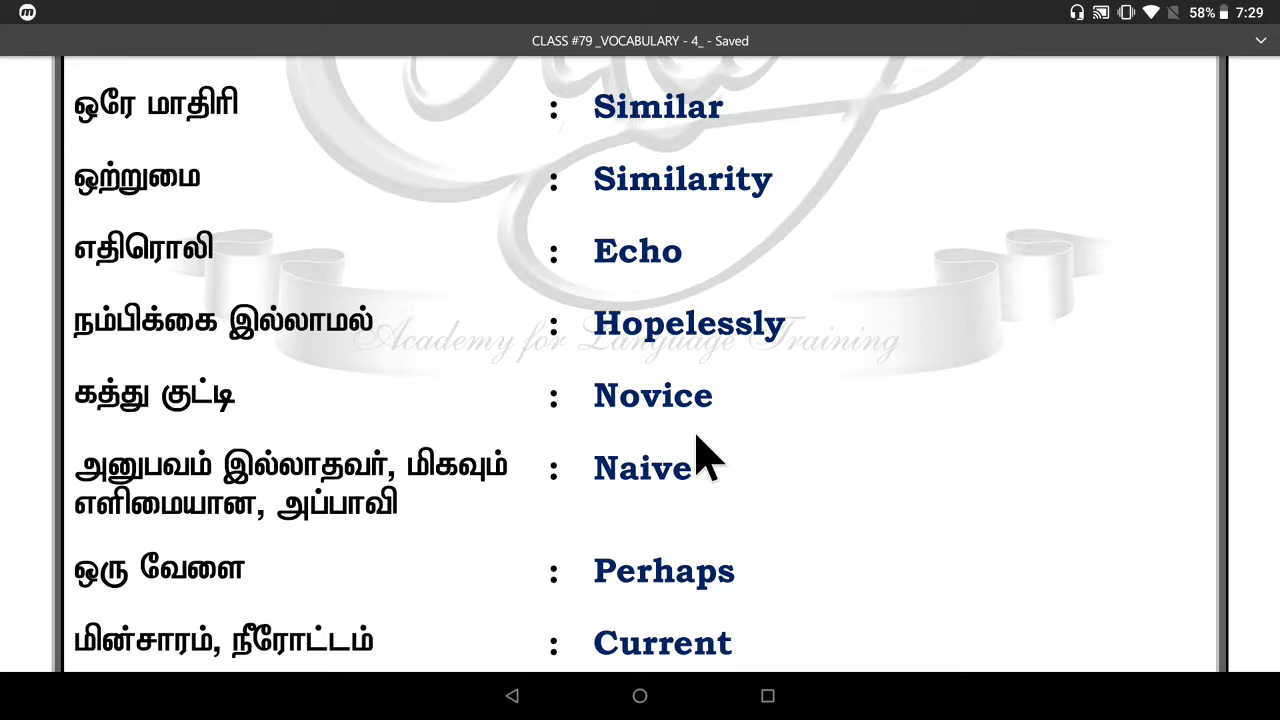 58% 7:29
CLASS #79 _VOCABULARY - 4_ - Saved
ஒரே மாதிரி : Similar
ஒற்றுமை : Similarity
எதிரொலி : Echo
நம்பிக்கை இல்லாமல் : Hopelessly
Academy for Language Training
கத்து குட்டி : Novice
அனுபவம் இல்லாதவர், மிகவும் : Naive
எளிமையான, அப்பாவி
ஒரு வேளை : Perhaps
மின்சாரம், நீரோட்டம் : Current